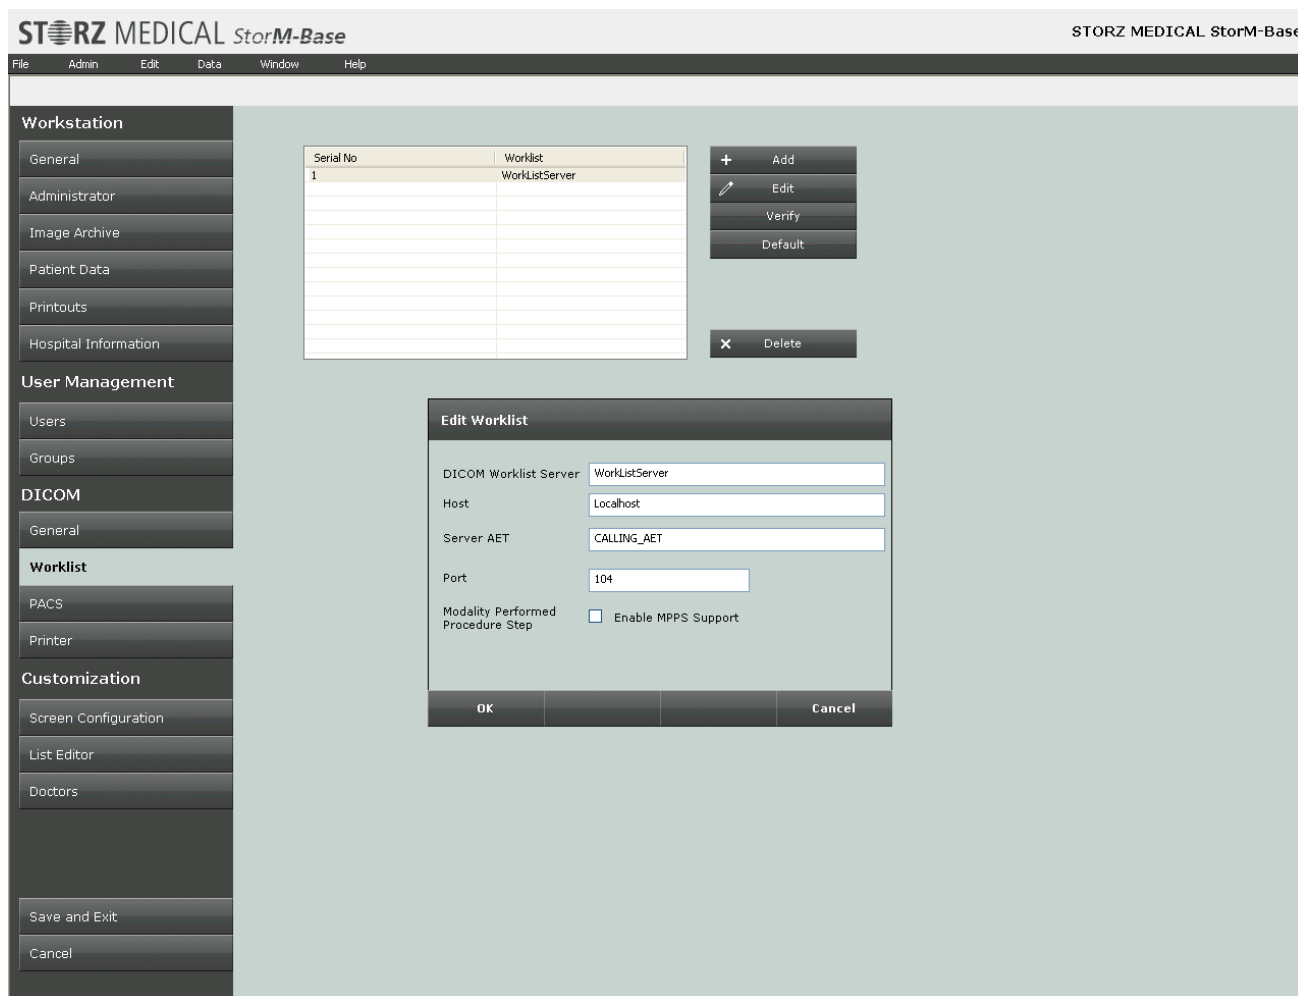 STORZ MEDICAL StorM-Base
STORZ MEDICAL StorM-Base
File Admin Edit Data Window Help
Workstation
General
Administrator
Image Archive
Patient Data
Printouts
Hospital Information
User Management
Users
Groups
DICOM
General
Worklist
PACS
Printer
Customization
Screen Configuration
List Editor
Doctors
Save and Exit
Cancel
Serial No Worklist
1 WorkListServer
+ Add
Edit
Verify
Default
X Delete
Edit Worklist
DICOM Worklist Server WorkListServer
Host Localhost
Server AET CALLING_AET
Port 104
Modality Performed
Procedure Step
Enable MPPS Support
OK Cancel